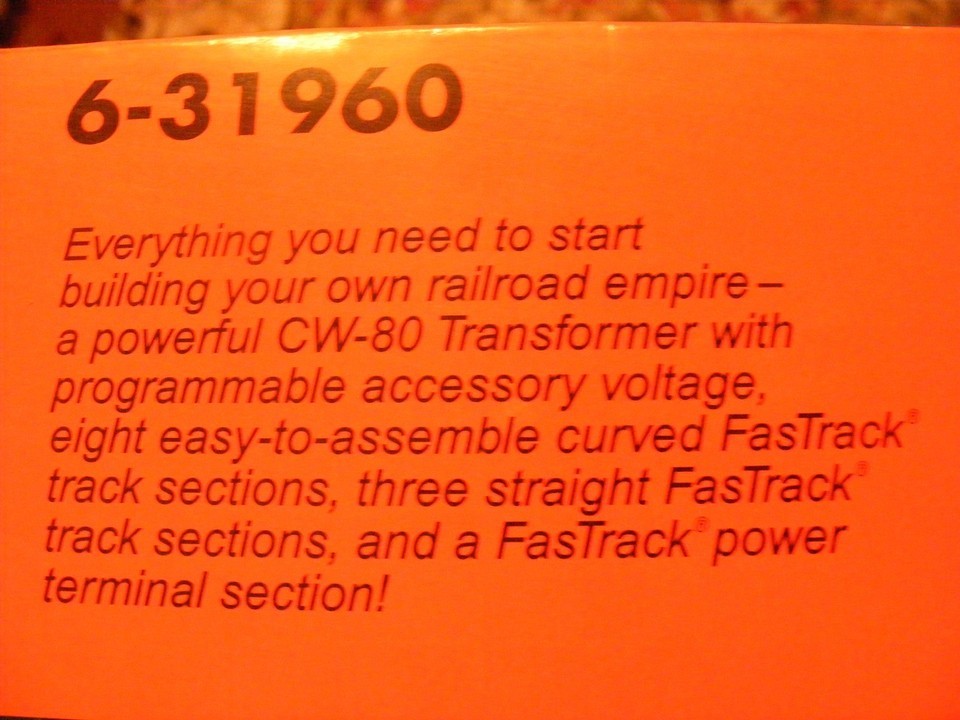 6-31960
Everything you need to start
building your own railroad empire–
a powerful CW-80 Transformer with
programmable accessory voltage,
eight easy-to-assemble curved FasTrack®
track sections, three straight FasTrack®
track sections, and a FasTrack® power
terminal section!